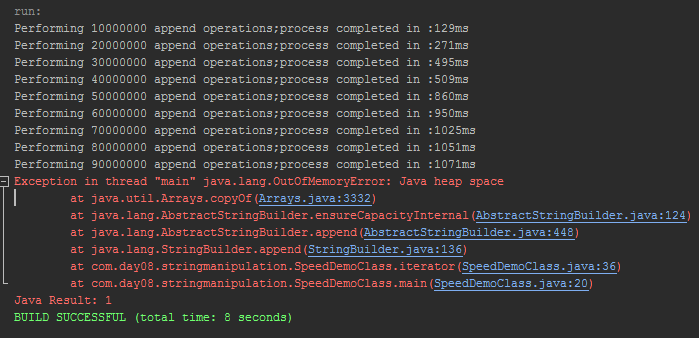 run:
Performing 10000000 append operations;process completed in :129ms
Performing 20000000 append operations;process completed in :271ms
Performing 30000000 append operations;process completed in :495ms
Performing 40000000 append operations;process completed in :509ms
Performing 50000000 append operations;process completed in :860ms
Performing 60000000 append operations;process completed in :950ms
Performing 70000000 append operations;process completed in :1025ms
Performing 80000000 append operations;process completed in :1051ms
Performing 90000000 append operations;process completed in :1071ms
Exception in thread "main" java.lang.OutOfMemoryError: Java heap space
at java.util.Arrays.copyOf(Arrays.java:3332)
at java.lang.AbstractStringBuilder.ensureCapacityInternal(AbstractStringBuilder.java:124)
at java.lang.AbstractStringBuilder.append(AbstractStringBuilder.java:448)
at java.lang.StringBuilder.append(StringBuilder.java:136)
at com.day08.stringmanipulation.SpeedDemoClass.iterator(SpeedDemoClass.java:36)
at com.day08.stringmanipulation.SpeedDemoClass.main(SpeedDemoClass.java:20)
Java Result: 1
BUILD SUCCESSFUL (total time: 8 seconds)